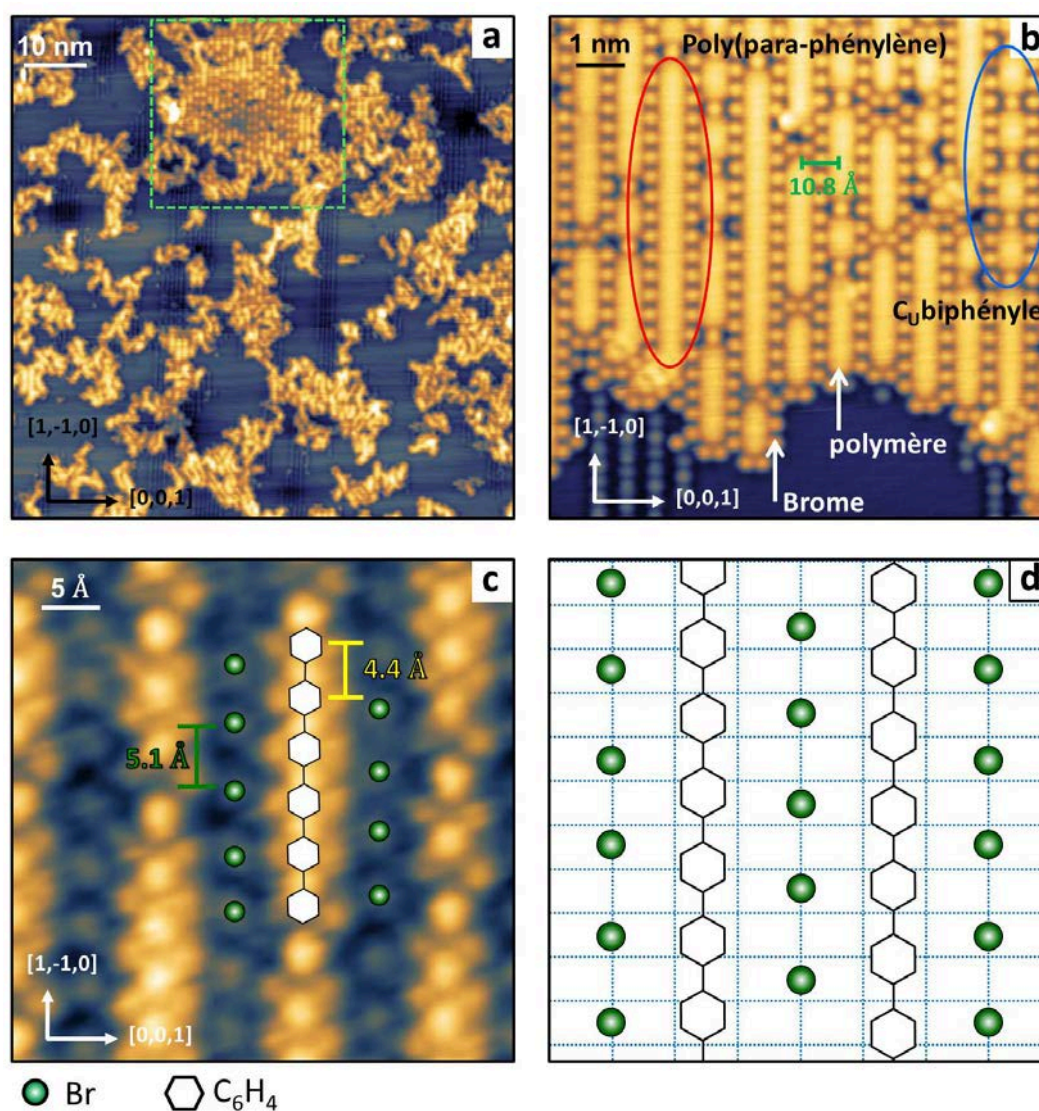 10 nm
a
[1,-1,0]
[0,0,1]
1 nm
Poly(para-phénylène)
b
10.8 Å
CUbiphényle
polymère
[1,-1,0]
[0,0,1]
Brome
5 Å
c
4.4 Å
5.1 Å
[1,-1,0]
[0,0,1]
d
Br
C6H4